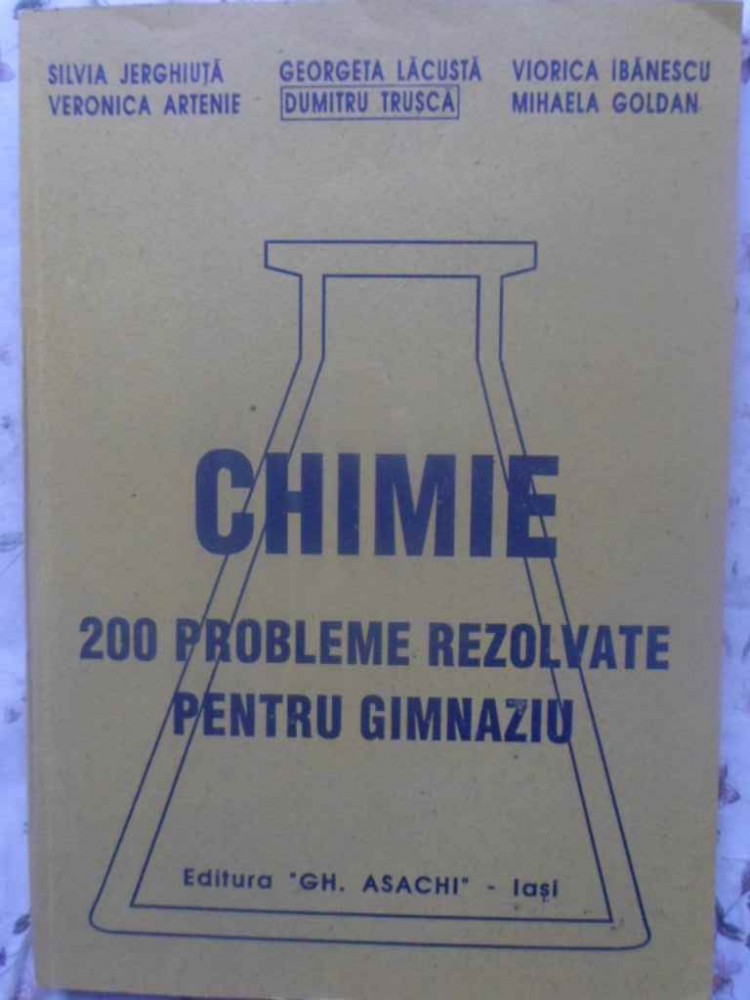 SILVIA JERGHIUȚĂ GEORGETA LĂCUSTĂ VIORICA IBĂNESCU
VERONICA ARTENIE DUMITRU TRUȘCĂ MIHAELA GOLDAN
CHIMIE
200 PROBLEME REZOLVATE
PENTRU GIMNAZIU
Editura "GH. ASACHI" - Iași